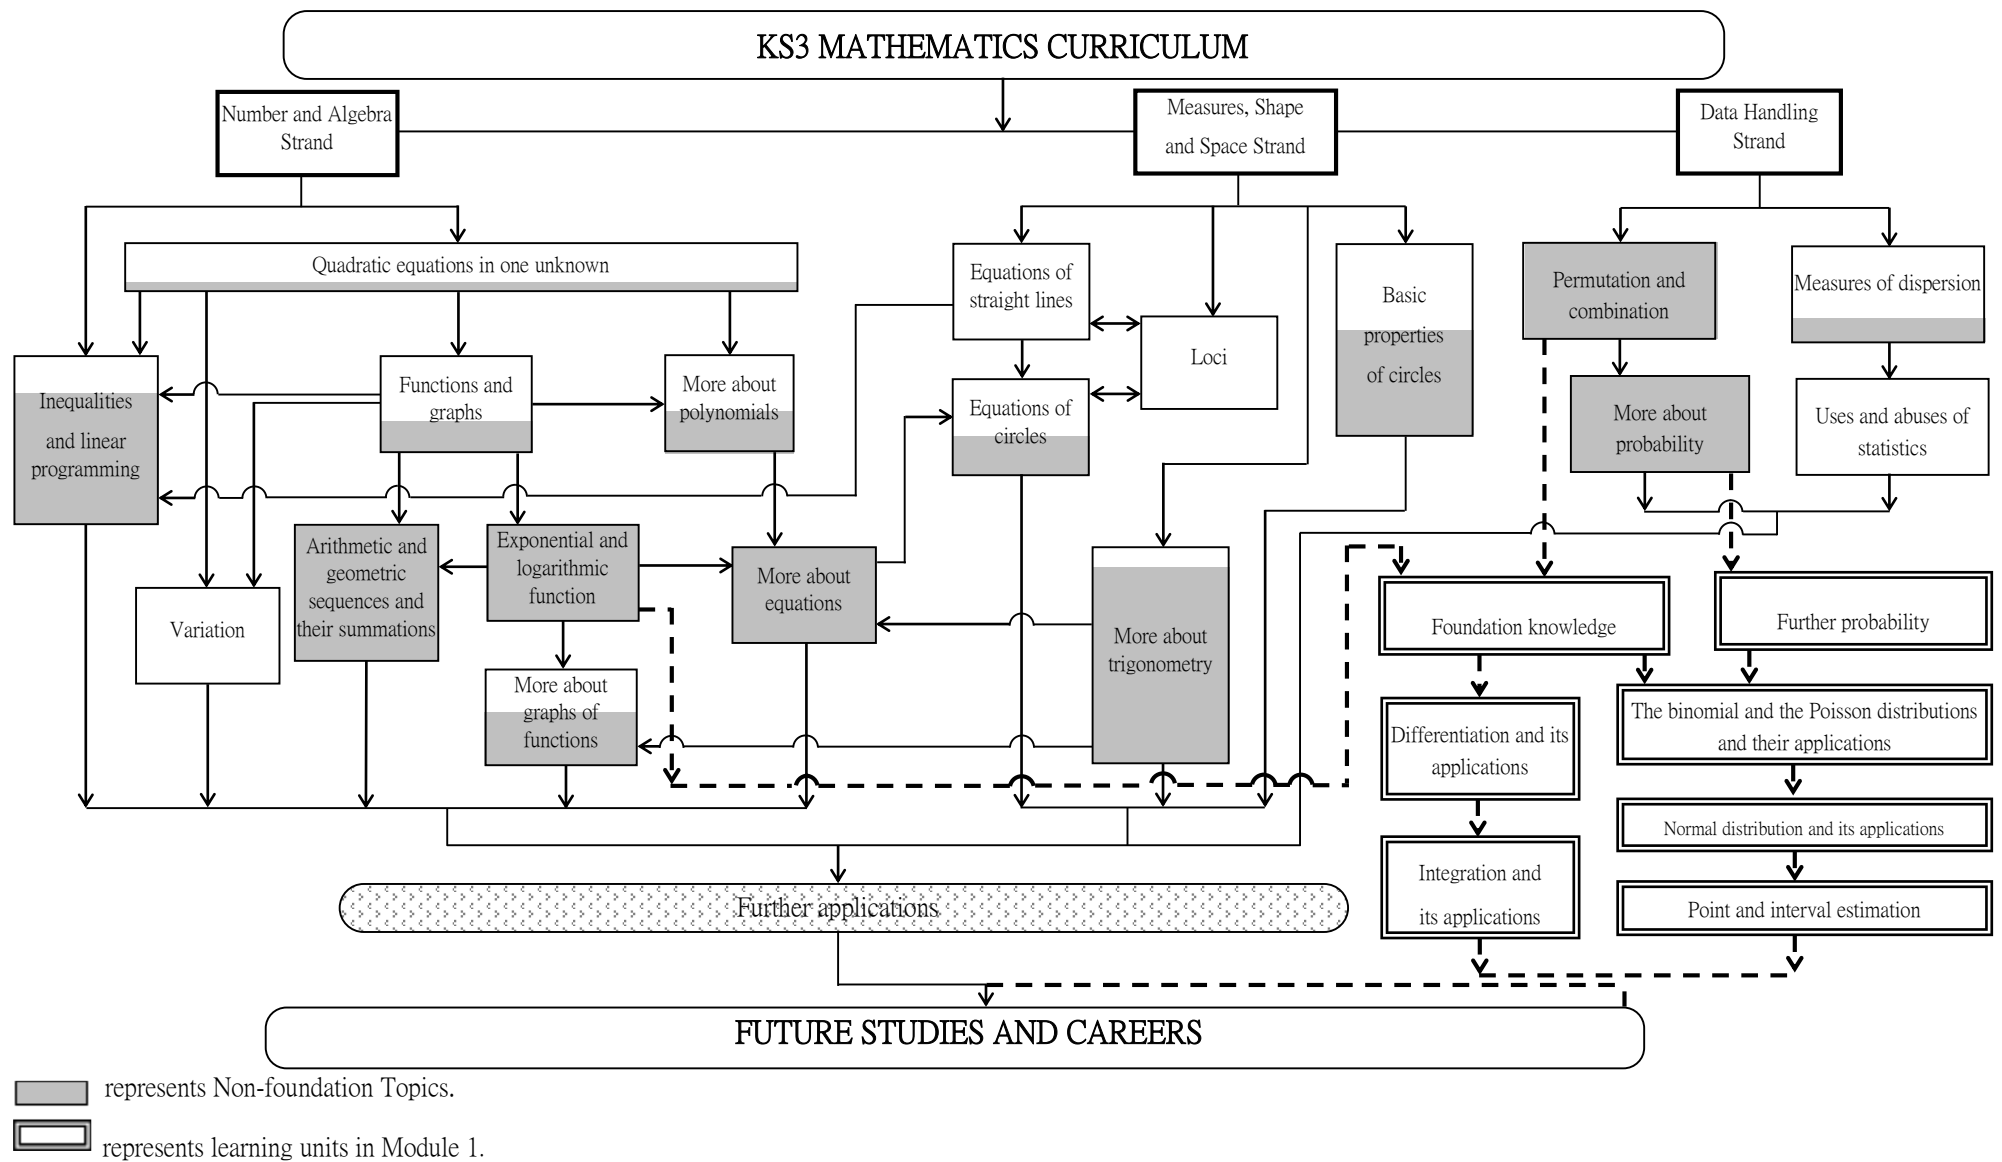 KS3 MATHEMATICS CURRICULUM
Number and Algebra
Strand
Measures, Shape
and Space Strand
Data Handling
Strand
Quadratic equations in one unknown
Equations of
straight lines
Loci
Basic
properties
of circles
Permutation and
combination
Measures of dispersion
Inequalities
and linear
programming
Functions and
graphs
More about
polynomials
Equations of
circles
More about
probability
Uses and abuses of
statistics
Variation
Arithmetic and
geometric
sequences and
their summations
Exponential and
logarithmic
function
More about
equations
More about
trigonometry
Foundation knowledge
Further probability
More about
graphs of
functions
Differentiation and its
applications
The binomial and the Poisson distributions
and their applications
Normal distribution and its applications
Integration and
its applications
Point and interval estimation
Further applications
FUTURE STUDIES AND CAREERS
represents Non-foundation Topics.
represents learning units in Module 1.